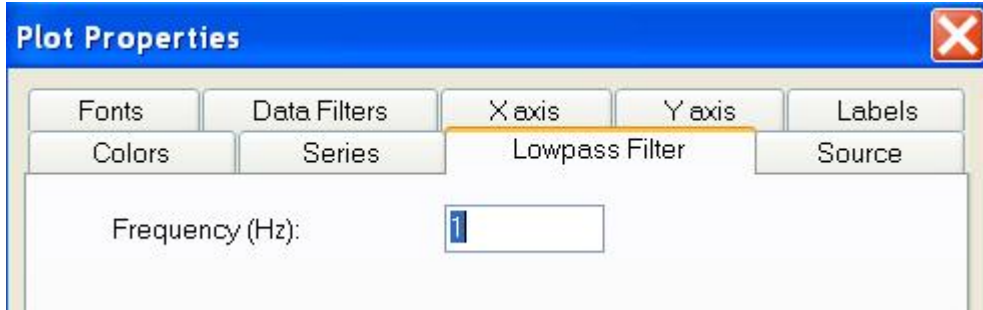 Plot Properties
Fonts Data Filters X axis Y axis Labels
Colors Series Lowpass Filter Source
Frequency (Hz): 1